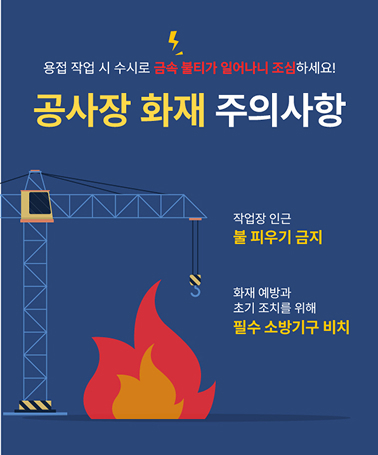 용접 작업 시 수시로 금속 불티가 일어나니 조심하세요!
공사장 화재 주의사항
작업장 인근
불 피우기 금지
화재 예방과
초기 조치를 위해
필수 소방기구 비치